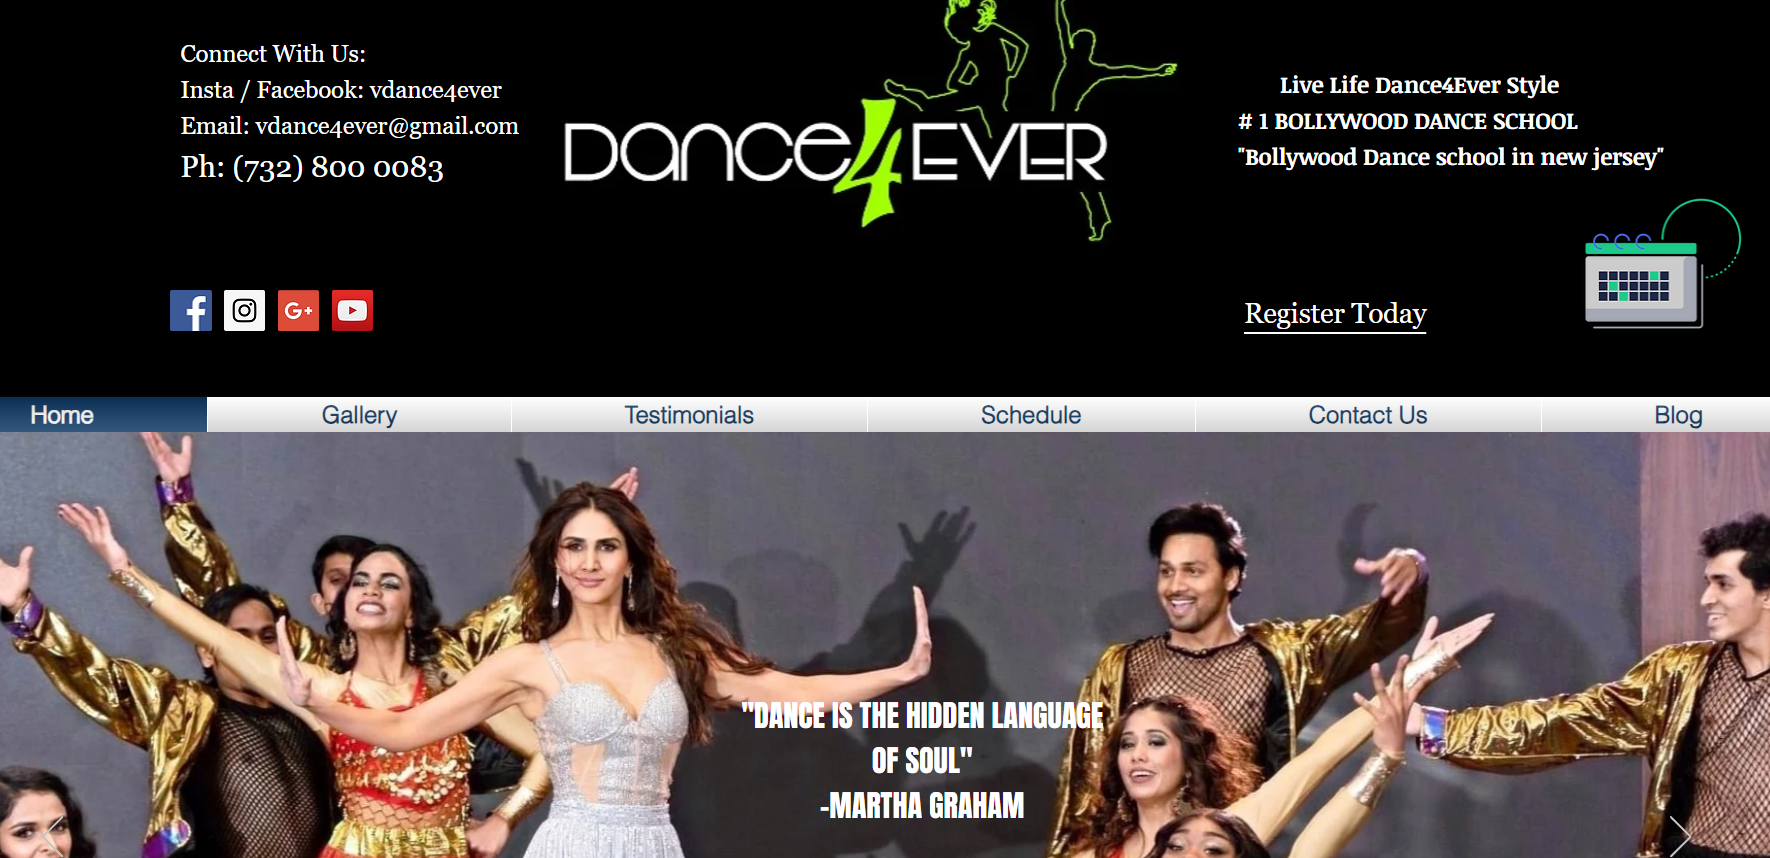 Connect With Us:
Insta / Facebook: vdance4ever
Email: vdance4ever@gmail.com
Ph: (732) 800 0083
Dance4EVER
Live Life Dance4Ever Style
# 1 BOLLYWOOD DANCE SCHOOL
"Bollywood Dance school in new jersey"
f
G+
Register Today
Home
Gallery
Testimonials
Schedule
Contact Us
Blog
"DANCE IS THE HIDDEN LANGUAGE
OF SOUL"
-MARTHA GRAHAM